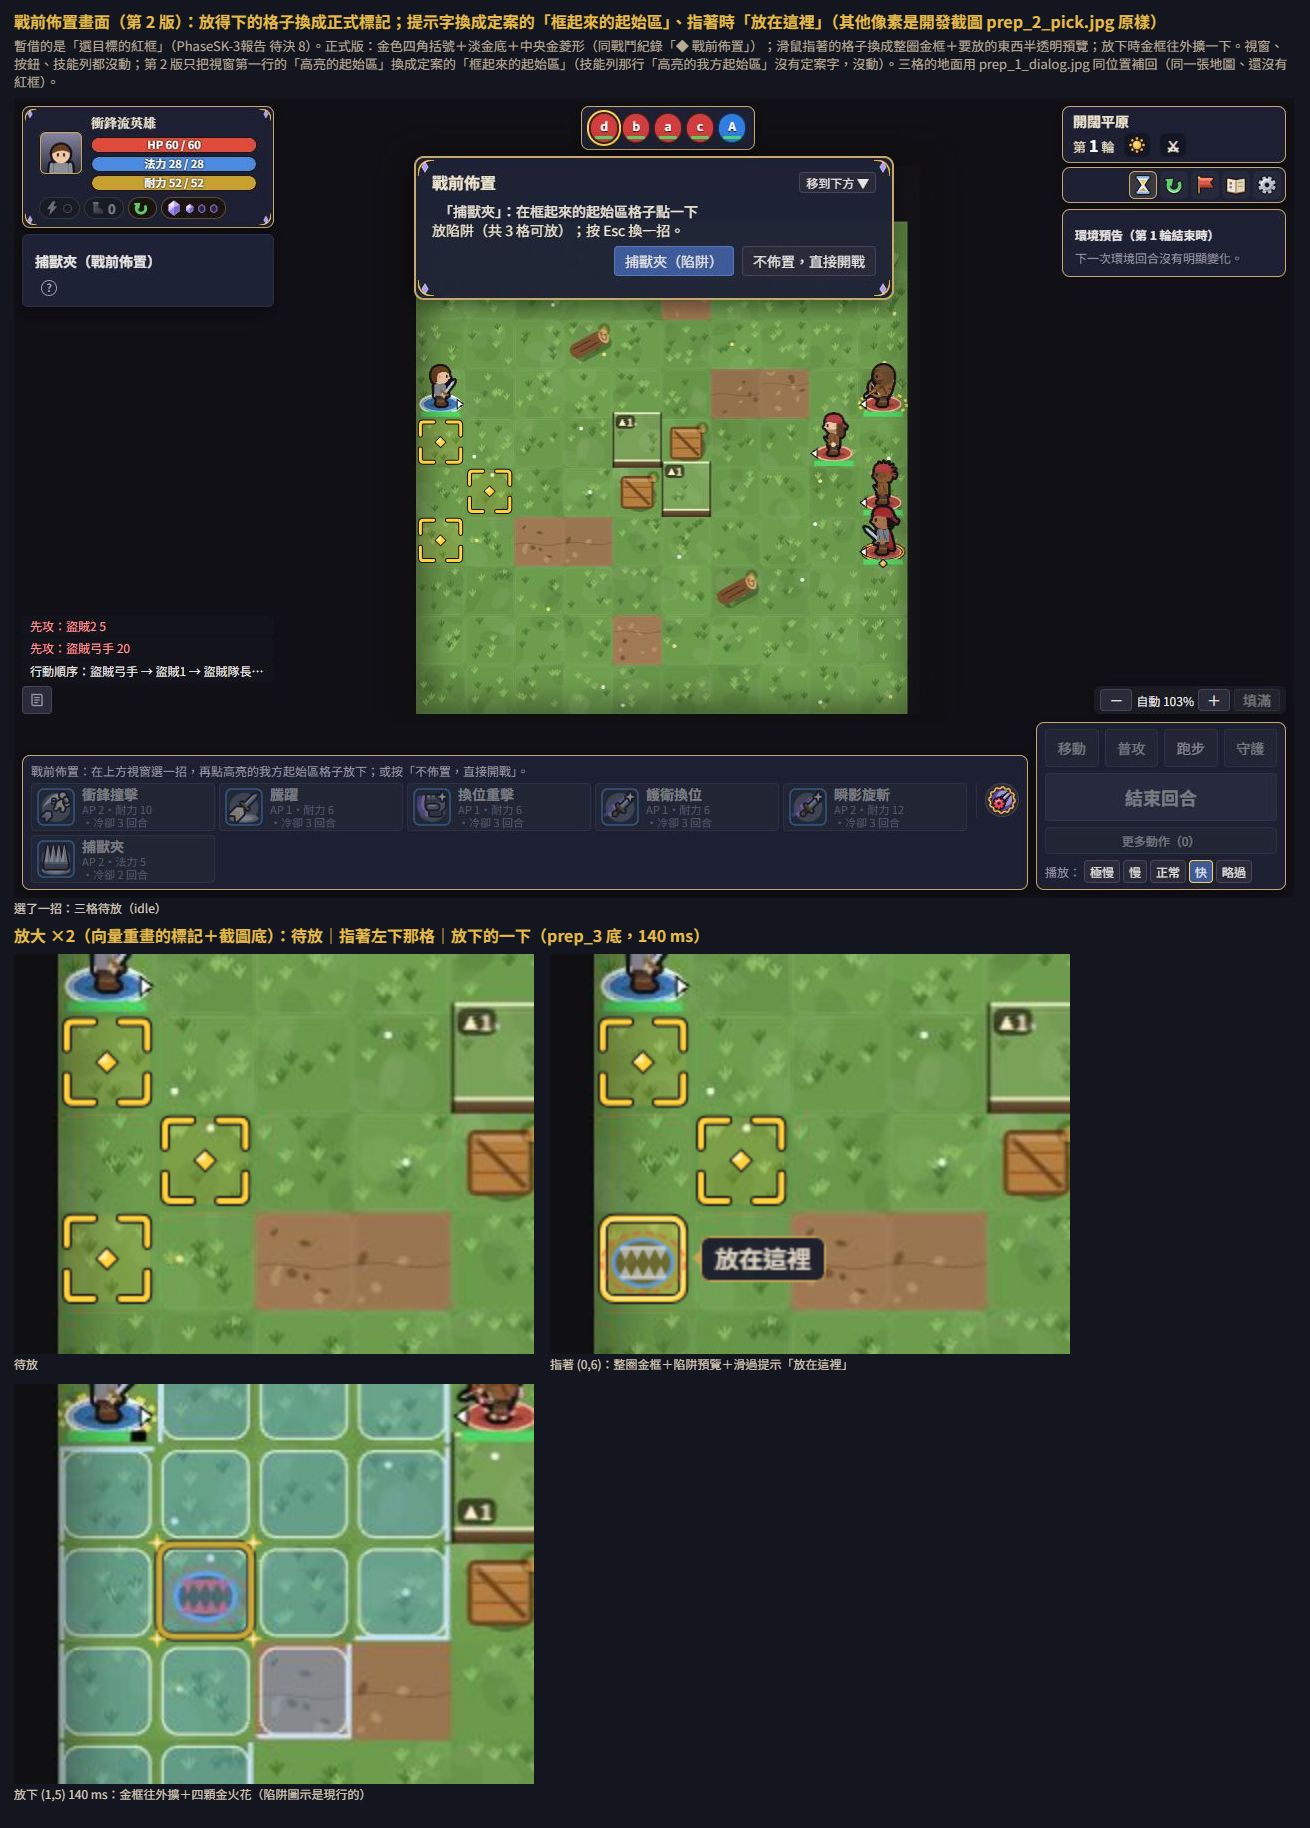 戰前佈置畫面（第 2 版）：放得下的格子換成正式標記；提示字換成定案的「框起來的起始區」、指著時「放在這裡」（其他像素是開發截圖 prep_2_pick.jpg 原樣）
暫借的是「選目標的紅框」（PhaseSK-3報告 待決 8）。正式版：金色四角括號＋淡金底＋中央金菱形（同戰鬥紀錄「◆ 戰前佈置」）；滑鼠指著的格子換成整圈金框＋要放的東西半透明預覽；放下時金框往外擴一下。視窗、
按鈕、技能列都沒動；第 2 版只把視窗第一行的「高亮的起始區」換成定案的「框起來的起始區」（技能列那行「高亮的我方起始區」沒有定案字，沒動）。三格的地面用 prep_1_dialog.jpg 同位置補回（同一張地圖、還沒有
紅框）。
衝鋒流英雄
HP 60 / 60
法力 28 / 28
耐力 52 / 52
0
d b a c A
開闊平原
第 1 輪
環境預告（第 1 輪結束時）
下一次環境回合沒有明顯變化。
戰前佈置
移到下方 ▼
「捕獸夾」：在框起來的起始區格子點一下
放陷阱（共 3 格可放）；按 Esc 換一招。
捕獸夾（陷阱）
不佈置，直接開戰
捕獸夾（戰前佈置）
?
▲1
▲1
先攻：盜賊2 5
先攻：盜賊弓手 20
行動順序：盜賊弓手 → 盜賊1 → 盜賊隊長…
－ 自動 103% ＋ 填滿
戰前佈置：在上方視窗選一招，再點高亮的我方起始區格子放下；或按「不佈置，直接開戰」。
衝鋒撞擊
AP 2・耐力 10
・冷卻 3 回合
騰躍
AP 1・耐力 6
・冷卻 3 回合
換位重擊
AP 1・耐力 6
・冷卻 3 回合
護衛換位
AP 1・耐力 6
・冷卻 3 回合
瞬影旋斬
AP 2・耐力 12
・冷卻 3 回合
捕獸夾
AP 2・法力 5
・冷卻 2 回合
移動 普攻 跑步 守護
結束回合
更多動作（0）
播放： 極慢 慢 正常 快 略過
選了一招：三格待放（idle）
放大 ×2（向量重畫的標記＋截圖底）：待放｜指著左下那格｜放下的一下（prep_3 底，140 ms）
▲1
▲1
放在這裡
待放
指著 (0,6)：整圈金框＋陷阱預覽＋滑過提示「放在這裡」
▲1
放下 (1,5) 140 ms：金框往外擴＋四顆金火花（陷阱圖示是現行的）